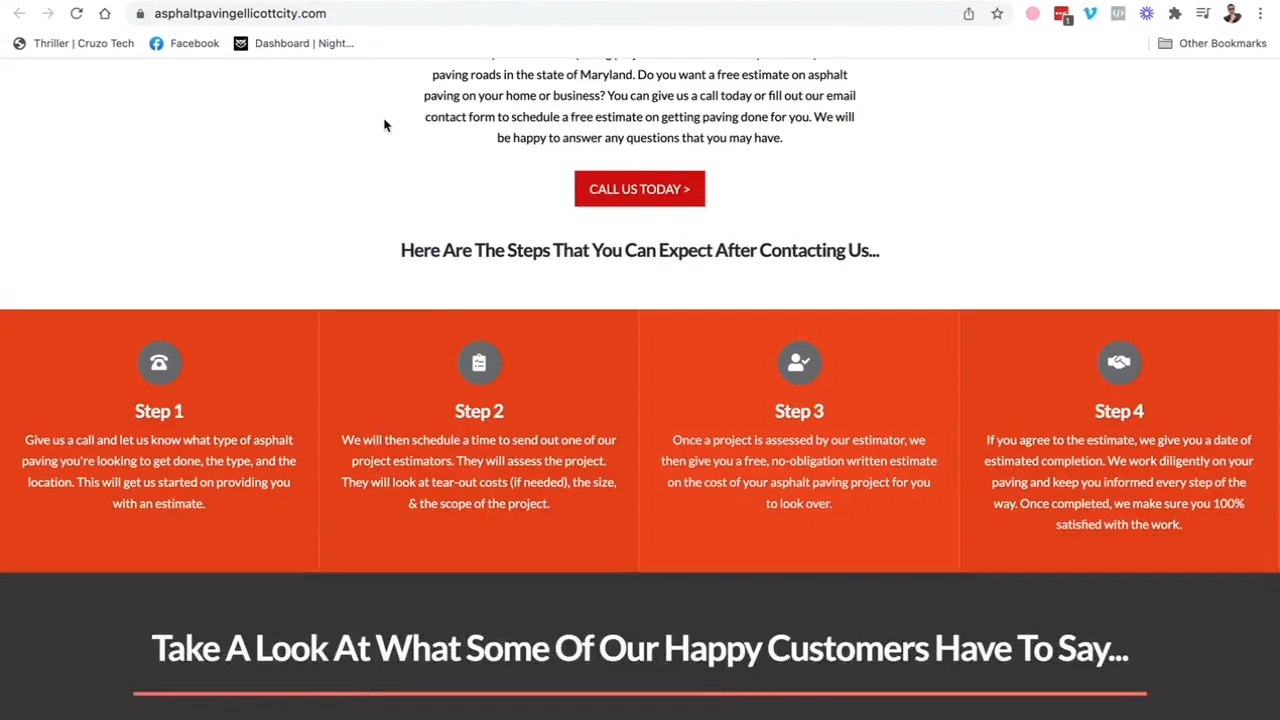 asphaltpavingellicottcity.com
1
Thriller | Cruzo Tech
Facebook
Dashboard | Night...
Other Bookmarks
paving roads in the state of Maryland. Do you want a free estimate on asphalt
paving on your home or business? You can give us a call today or fill out our email
contact form to schedule a free estimate on getting paving done for you. We will
be happy to answer any questions that you may have.
CALL US TODAY >
Here Are The Steps That You Can Expect After Contacting Us...
Step 1
Give us a call and let us know what type of asphalt
paving you're looking to get done, the type, and the
location. This will get us started on providing you
with an estimate.
Step 2
We will then schedule a time to send out one of our
project estimators. They will assess the project.
They will look at tear-out costs (if needed), the size,
& the scope of the project.
Step 3
Once a project is assessed by our estimator, we
then give you a free, no-obligation written estimate
on the cost of your asphalt paving project for you
to look over.
Step 4
If you agree to the estimate, we give you a date of
estimated completion. We work diligently on your
paving and keep you informed every step of the
way. Once completed, we make sure you 100%
satisfied with the work.
Take A Look At What Some Of Our Happy Customers Have To Say...